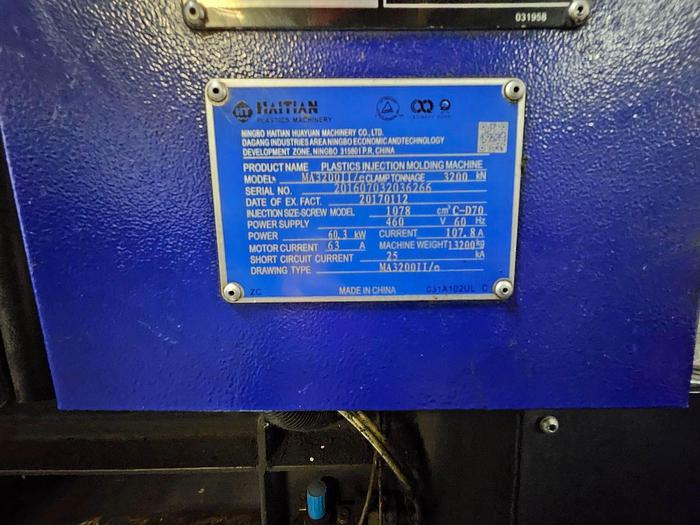 031958
HAITIAN
PLASTICS MACHINERY
NINGBO HAITIAN HUAYUAN MACHINERY CO., LTD.
DAGANG INDUSTRIES AREA NINGBO ECONOMIC AND TECHNOLOGY
DEVELOPMENT ZONE, NINGBO 315801 P.R, CHINA
PRODUCT NAME PLASTICS INJECTION MOLDING MACHINE
MODEL MA3200II/e CLAMP TONNAGE 3200 kN
SERIAL NO. 201607032036266
DATE OF EX. FACT. 20170112
INJECTION SIZE-SCREW MODEL 1078 cm³ C-D70
POWER SUPPLY 460 V 60 Hz
POWER 60.3 kW CURRENT 107.8 A
MOTOR CURRENT 63 A MACHINE WEIGHT 13200 kg
SHORT CIRCUIT CURRENT 25 kA
DRAWING TYPE MA3200II/e
ZC MADE IN CHINA 031A102UL C